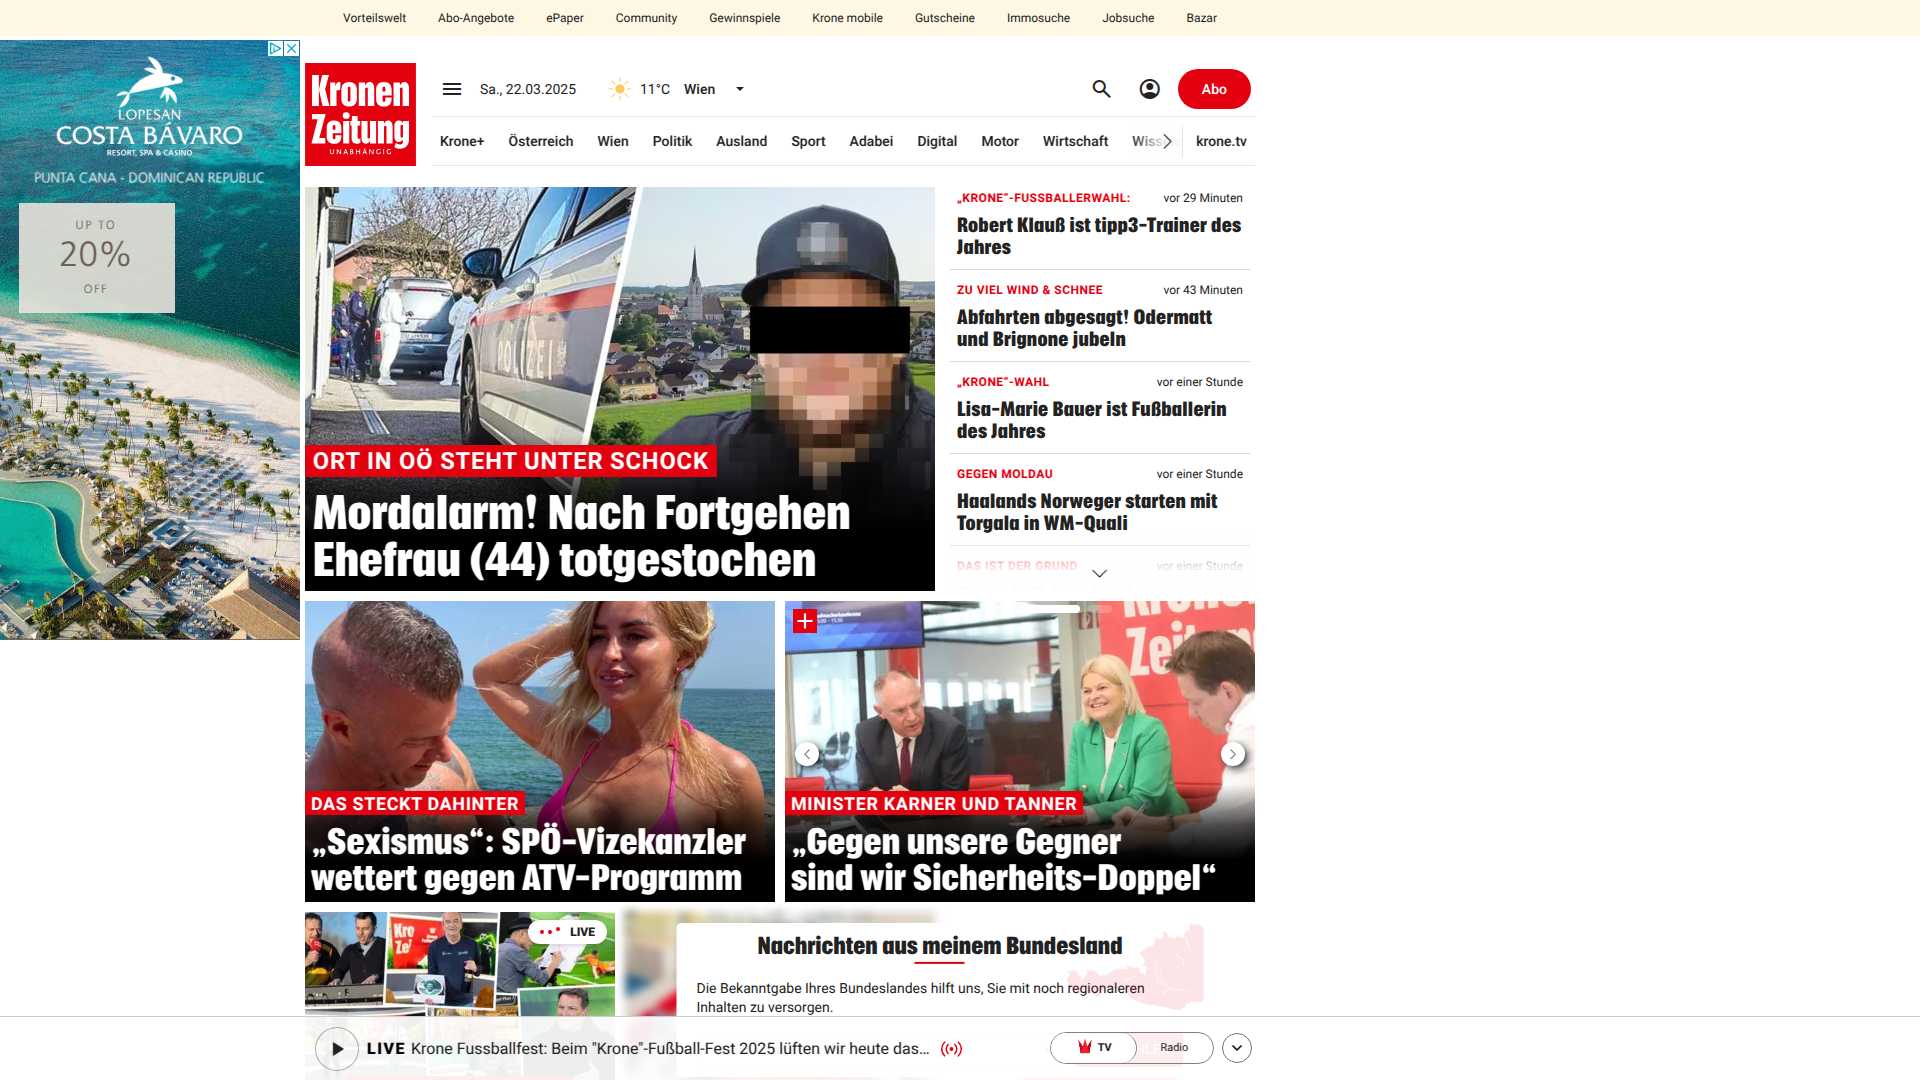 Vorteilswelt Abo-Angebote ePaper Community Gewinnspiele Krone mobile Gutscheine Immosuche Jobsuche Bazar
LOPESAN
COSTA BÁVARO
RESORT, SPA & CASINO
PUNTA CANA - DOMINICAN REPUBLIC
UP TO
20%
OFF
Kronen
Zeitung
UNABHÄNGIG
Sa., 22.03.2025 11°C Wien
Abo
Krone+ Österreich Wien Politik Ausland Sport Adabei Digital Motor Wirtschaft Wiss krone.tv
POLIZEI
ORT IN OÖ STEHT UNTER SCHOCK
Mordalarm! Nach Fortgehen
Ehefrau (44) totgestochen
„KRONE“-FUSSBALLERWAHL: vor 29 Minuten
Robert Klauß ist tipp3-Trainer des
Jahres
ZU VIEL WIND & SCHNEE vor 43 Minuten
Abfahrten abgesagt! Odermatt
und Brignone jubeln
„KRONE“-WAHL vor einer Stunde
Lisa-Marie Bauer ist Fußballerin
des Jahres
GEGEN MOLDAU vor einer Stunde
Haalands Norweger starten mit
Torgala in WM-Quali
DAS IST DER GRUND vor einer Stunde
DAS STECKT DAHINTER
„Sexismus“: SPÖ-Vizekanzler
wettert gegen ATV-Programm
Kronen
Zeitung
MINISTER KARNER UND TANNER
„Gegen unsere Gegner
sind wir Sicherheits-Doppel“
LIVE
Nachrichten aus meinem Bundesland
Die Bekanntgabe Ihres Bundeslandes hilft uns, Sie mit noch regionaleren
Inhalten zu versorgen.
LIVE Krone Fussballfest: Beim "Krone"-Fußball-Fest 2025 lüften wir heute das...
TV Radio